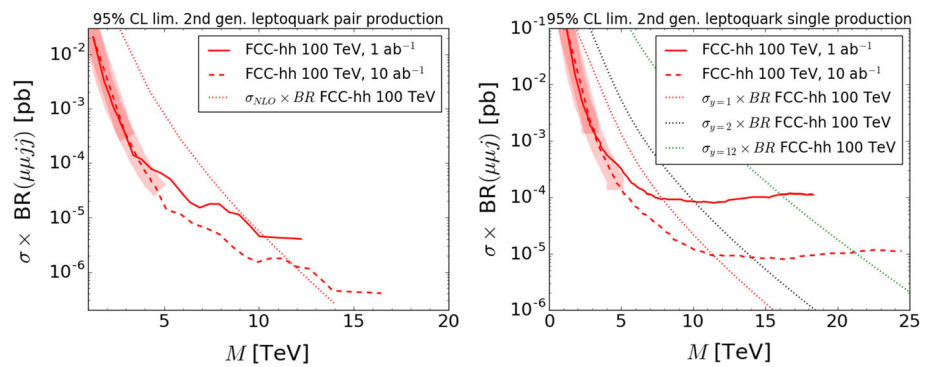 95% CL lim. 2nd gen. leptoquark pair production
FCC-hh 100 TeV, 1 ab⁻¹
FCC-hh 100 TeV, 10 ab⁻¹
σ_NLO × BR FCC-hh 100 TeV
σ × BR(μμjj) [pb]
10⁻²
10⁻³
10⁻⁴
10⁻⁵
10⁻⁶
5 10 15 20
M [TeV]
95% CL lim. 2nd gen. leptoquark single production
FCC-hh 100 TeV, 1 ab⁻¹
FCC-hh 100 TeV, 10 ab⁻¹
σ_y=1 × BR FCC-hh 100 TeV
σ_y=2 × BR FCC-hh 100 TeV
σ_y=12 × BR FCC-hh 100 TeV
σ × BR(μμj) [pb]
10⁻¹
10⁻²
10⁻³
10⁻⁴
10⁻⁵
10⁻⁶
0 5 10 15 20 25
M [TeV]